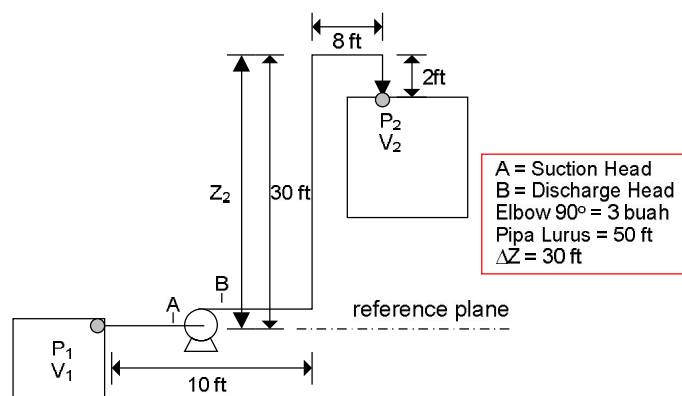 8 ft
2ft
P₂
V₂
Z₂
30 ft
A = Suction Head
B = Discharge Head
Elbow 90º = 3 buah
Pipa Lurus = 50 ft
ΔZ = 30 ft
B
A
reference plane
P₁
V₁
10 ft